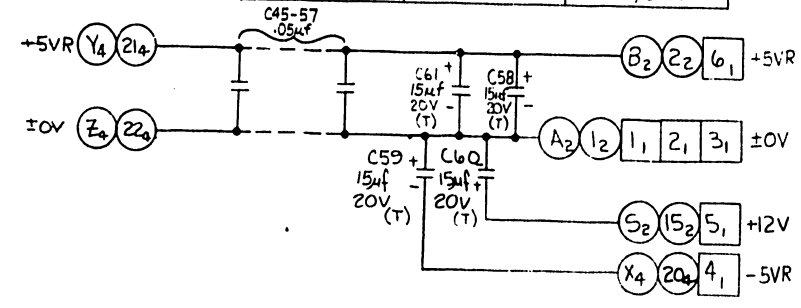 C45-57
.05µf
+5VR Y4 214
C61 +
15µf
20V -
(T)
C58 +
15µf
20V -
(T)
B2 22 61 +5VR
±0V Z4 224
A2 12 11 21 31 ±0V
C59 +
15µf -
20V
(T)
C60
15µf +
20V
(T)
S2 152 51 +12V
X4 204 41 -5VR